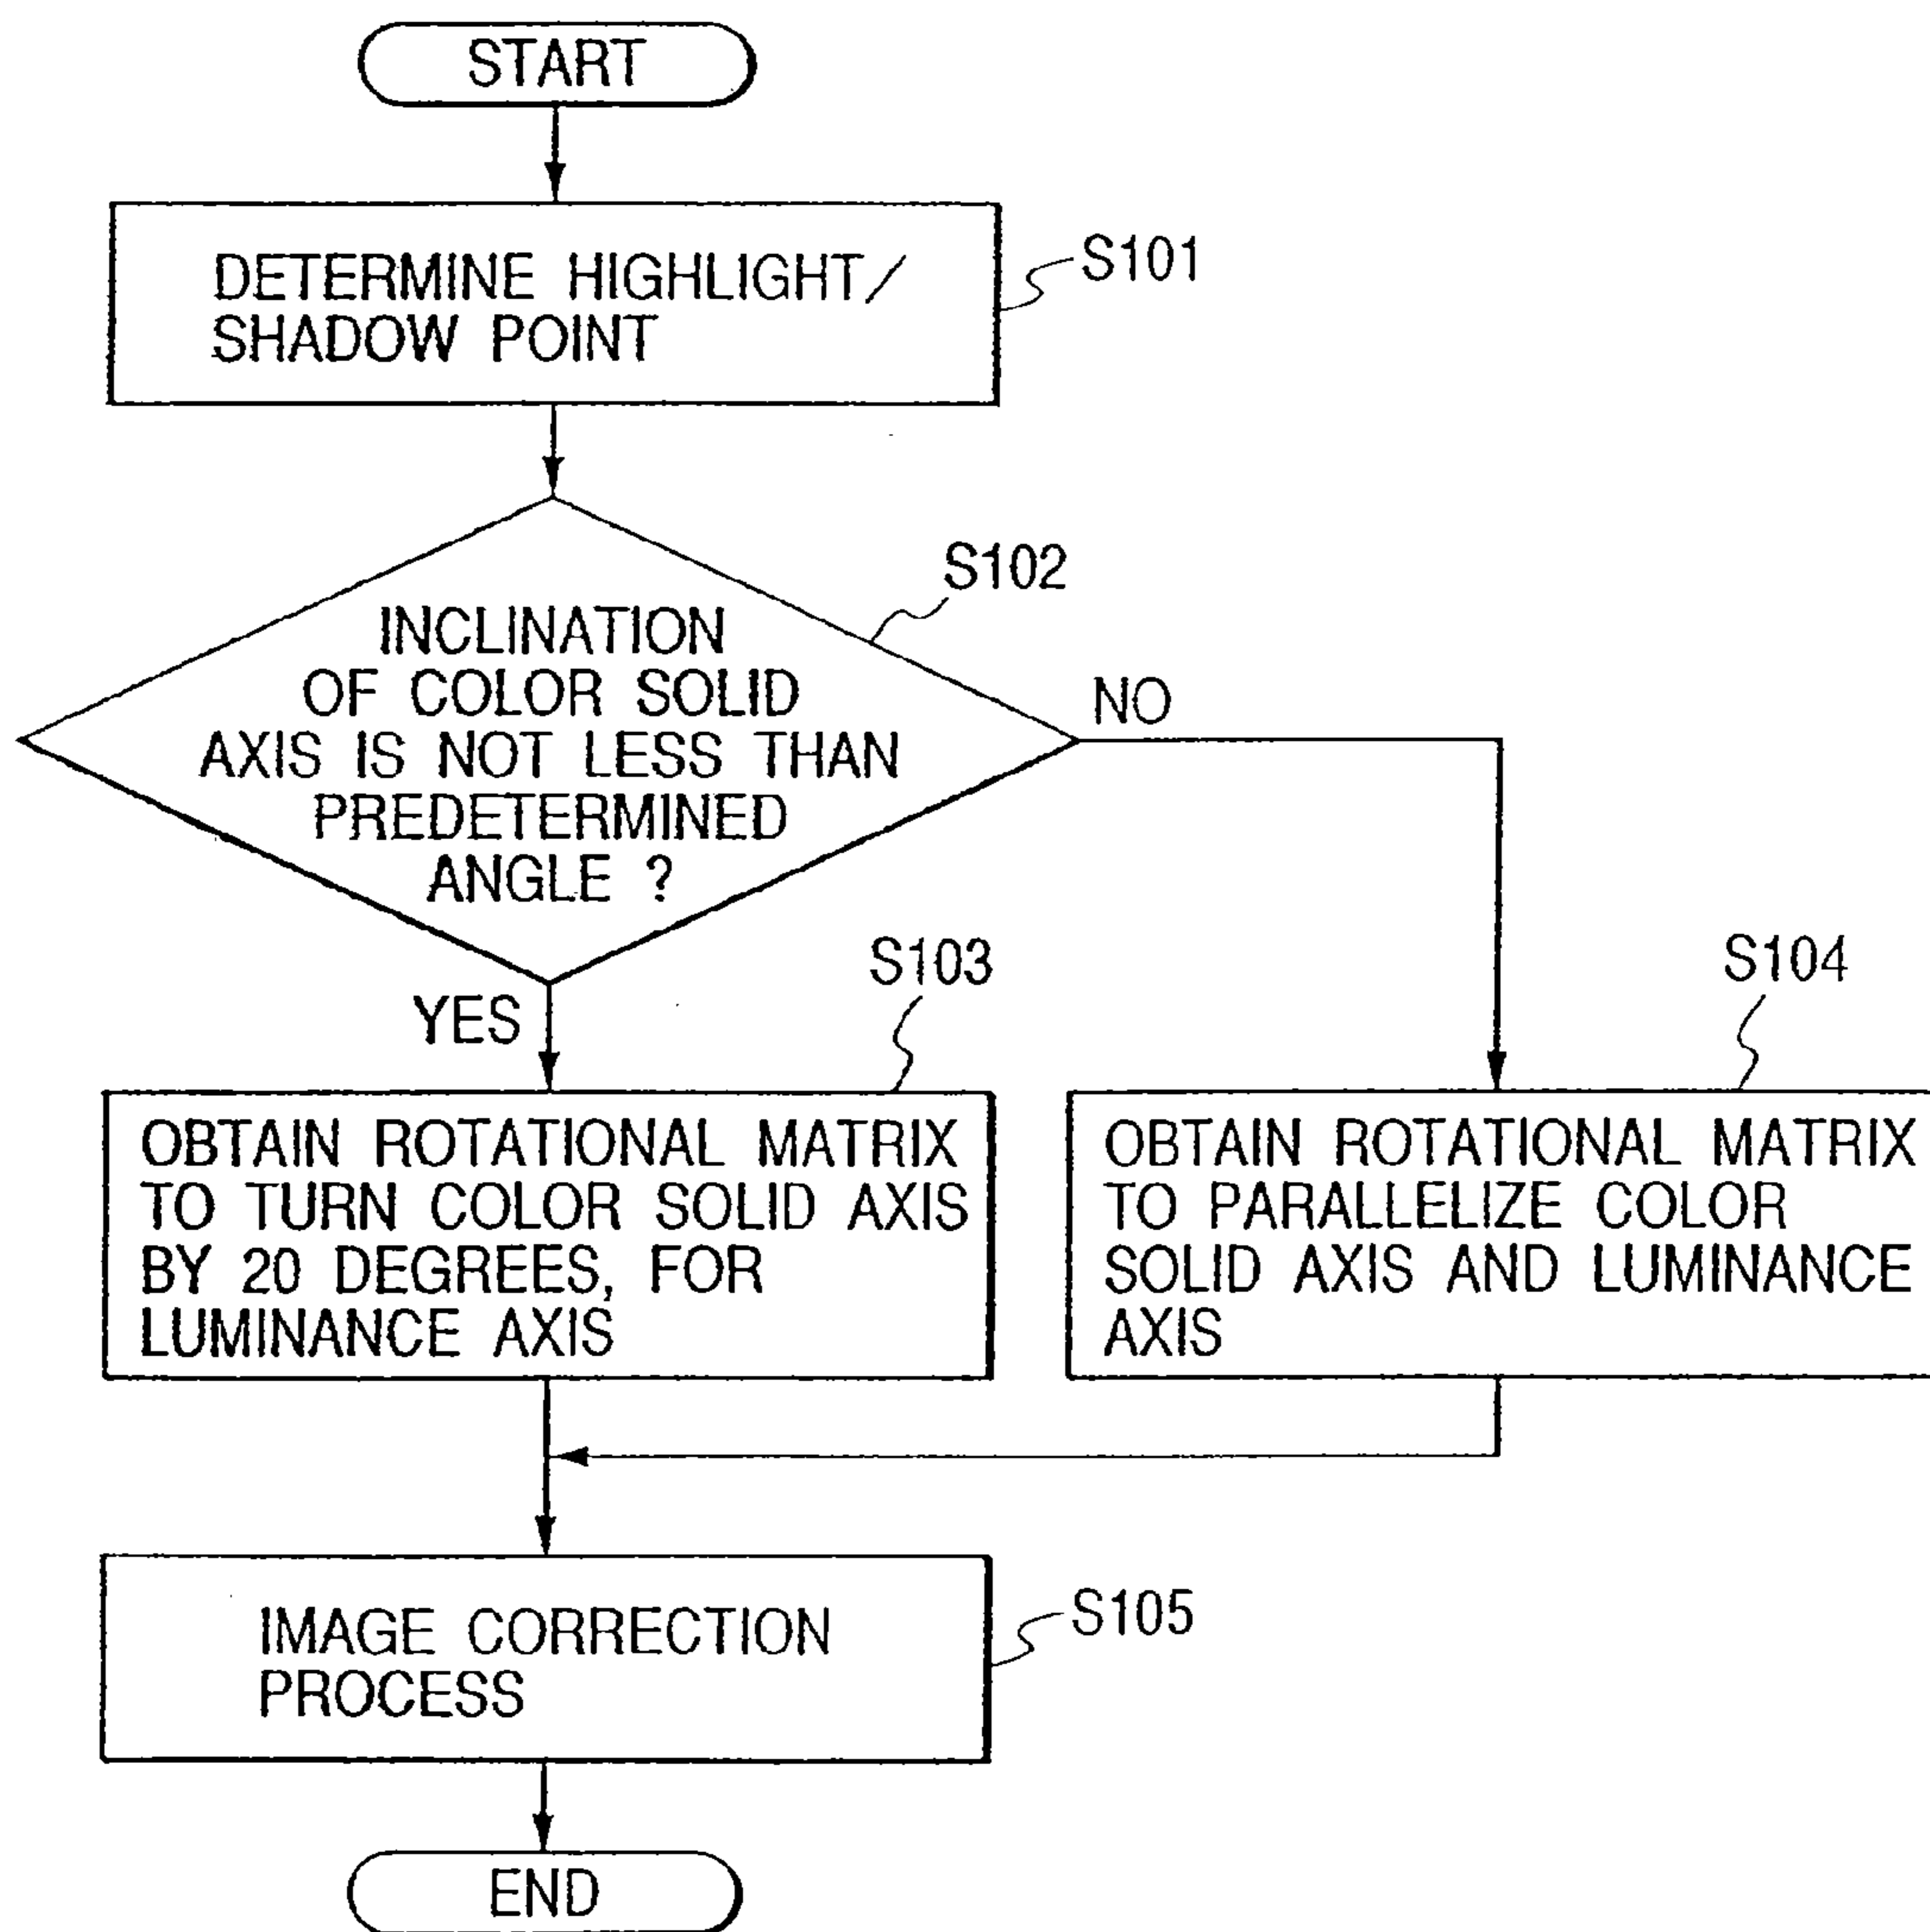 START
DETERMINE HIGHLIGHT/
SHADOW POINT
S101
S102
INCLINATION
OF COLOR SOLID
AXIS IS NOT LESS THAN
PREDETERMINED
ANGLE ?
NO
YES
S103
OBTAIN ROTATIONAL MATRIX
TO TURN COLOR SOLID AXIS
BY 20 DEGREES, FOR
LUMINANCE AXIS
S104
OBTAIN ROTATIONAL MATRIX
TO PARALLELIZE COLOR
SOLID AXIS AND LUMINANCE
AXIS
IMAGE CORRECTION
PROCESS
S105
END